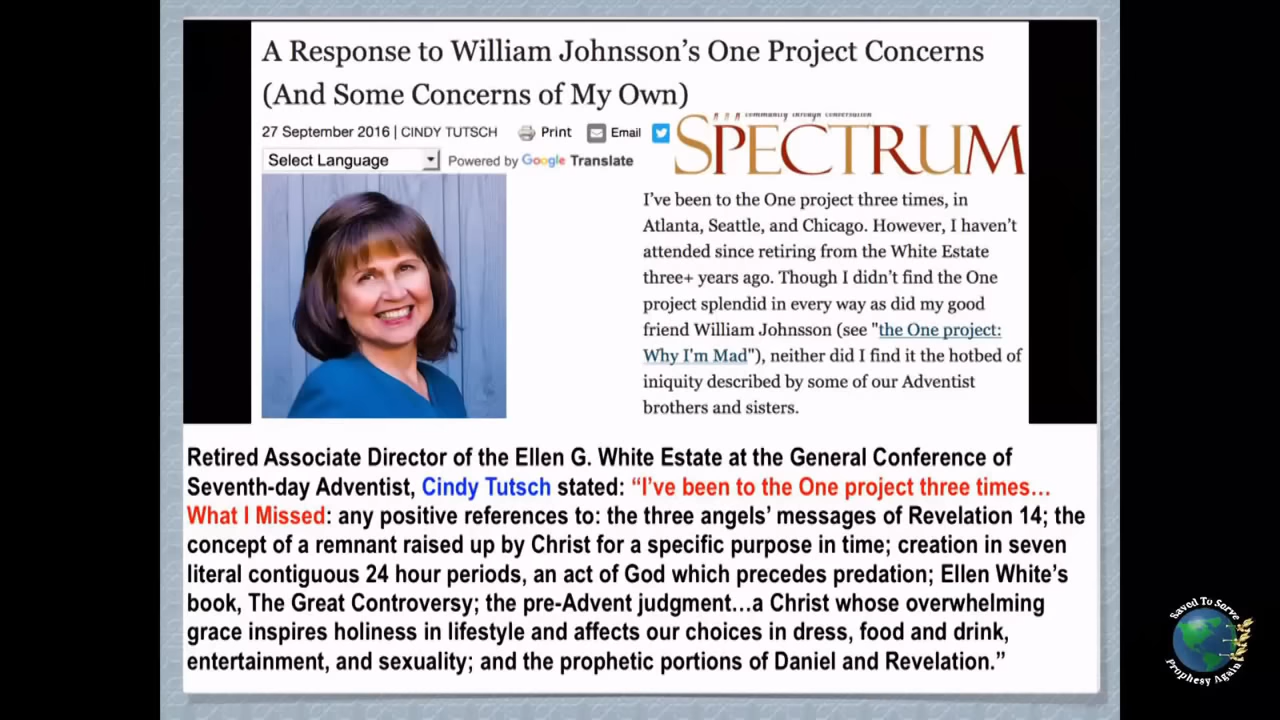 A Response to William Johnsson's One Project Concerns
(And Some Concerns of My Own)
27 September 2016 | CINDY TUTSCH Print Email
community through conversation
SPECTRUM
Select Language Powered by Google Translate
I've been to the One project three times, in
Atlanta, Seattle, and Chicago. However, I haven't
attended since retiring from the White Estate
three+ years ago. Though I didn't find the One
project splendid in every way as did my good
friend William Johnsson (see "the One project:
Why I'm Mad"), neither did I find it the hotbed of
iniquity described by some of our Adventist
brothers and sisters.
Retired Associate Director of the Ellen G. White Estate at the General Conference of
Seventh-day Adventist, Cindy Tutsch stated: “I’ve been to the One project three times…
What I Missed: any positive references to: the three angels’ messages of Revelation 14; the
concept of a remnant raised up by Christ for a specific purpose in time; creation in seven
literal contiguous 24 hour periods, an act of God which precedes predation; Ellen White’s
book, The Great Controversy; the pre-Advent judgment…a Christ whose overwhelming
grace inspires holiness in lifestyle and affects our choices in dress, food and drink,
entertainment, and sexuality; and the prophetic portions of Daniel and Revelation.”
Saved To Serve
Prophesy Again